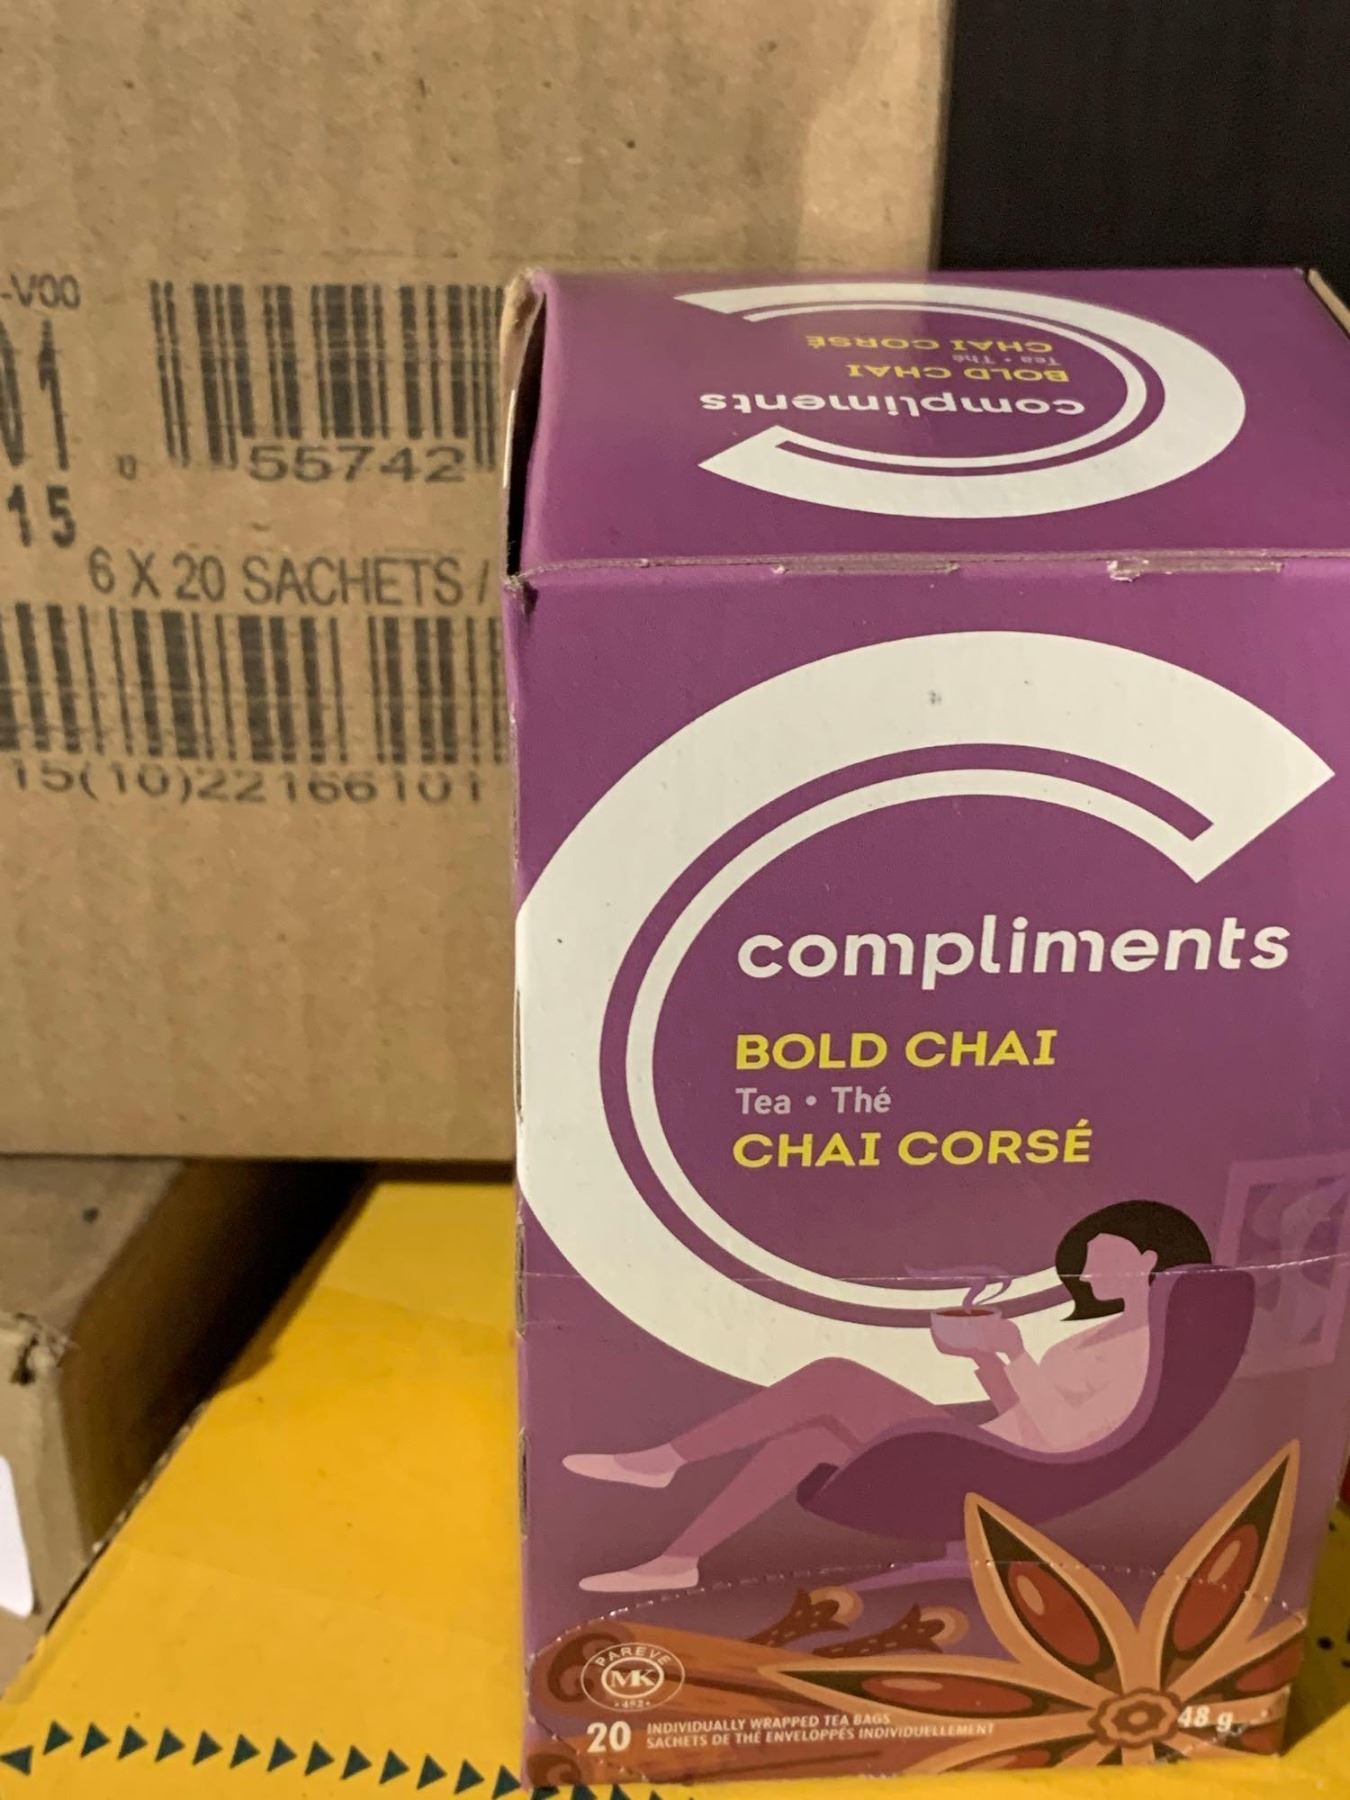 -V00
55742
15
6 X 20 SACHETS /
15(10)22166101
compliments
BOLD CHAI
Tea • Thé
CHAI CORSÉ
compliments
BOLD CHAI
Tea • Thé
CHAI CORSÉ
PAREVE
MK
20 INDIVIDUALLY WRAPPED TEA BAGS
SACHETS DE THÉ ENVELOPPÉS INDIVIDUELLEMENT
48 g